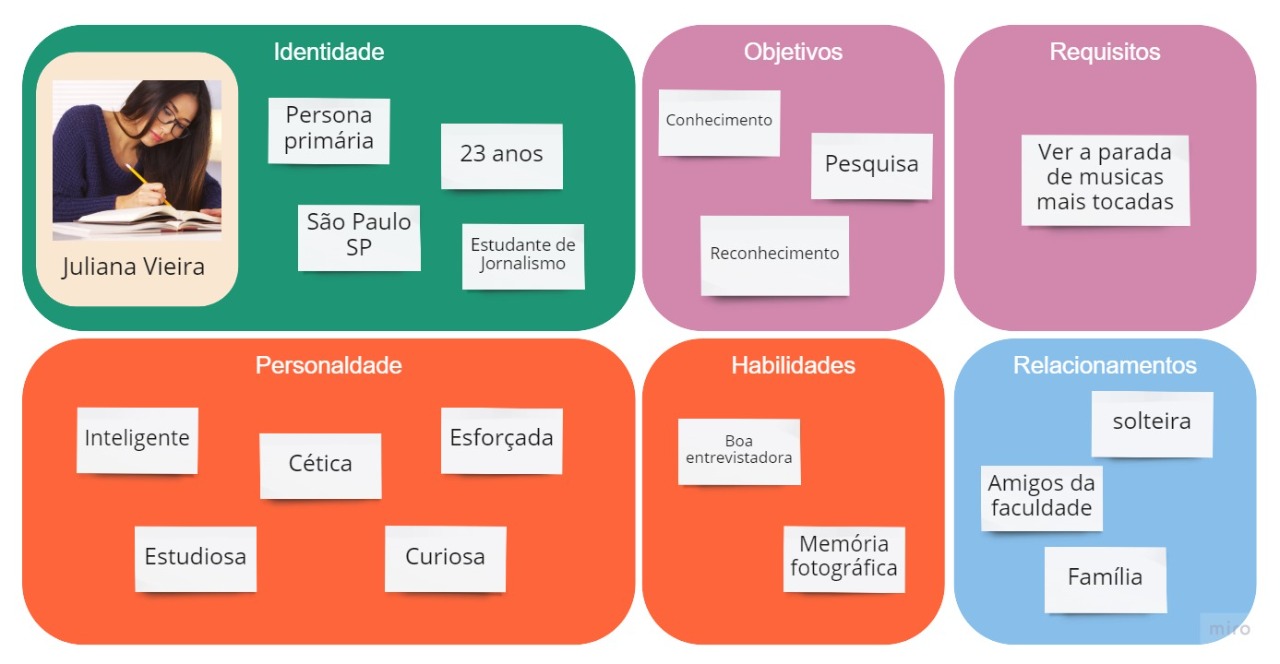 Identidade
Juliana Vieira
Persona
primária
23 anos
São Paulo
SP
Estudante de
Jornalismo
Objetivos
Conhecimento
Pesquisa
Reconhecimento
Requisitos
Ver a parada
de musicas
mais tocadas
Personaldade
Inteligente
Cética
Esforçada
Estudiosa
Curiosa
Habilidades
Boa
entrevistadora
Memória
fotográfica
Relacionamentos
solteira
Amigos da
faculdade
Família
miro